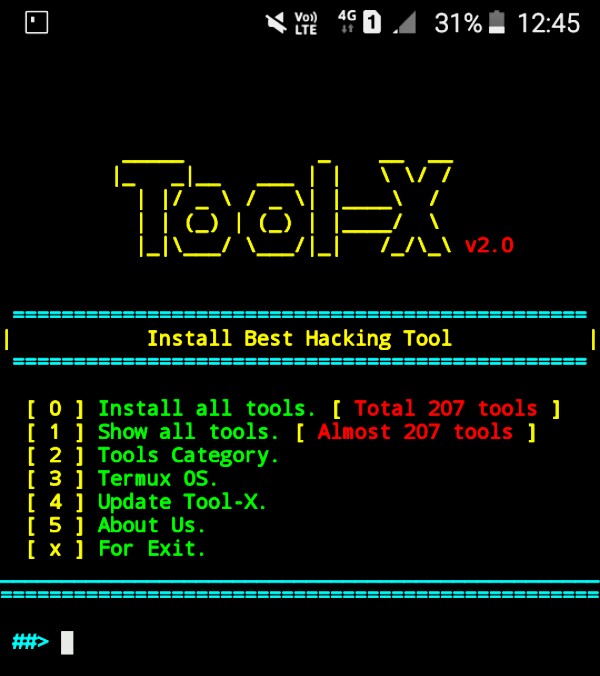 Vo)) LTE 4G 1 31% 12:45
Tool-X v2.0
Install Best Hacking Tool
[ 0 ] Install all tools. [ Total 207 tools ]
[ 1 ] Show all tools. [ Almost 207 tools ]
[ 2 ] Tools Category.
[ 3 ] Termux OS.
[ 4 ] Update Tool-X.
[ 5 ] About Us.
[ x ] For Exit.
##>